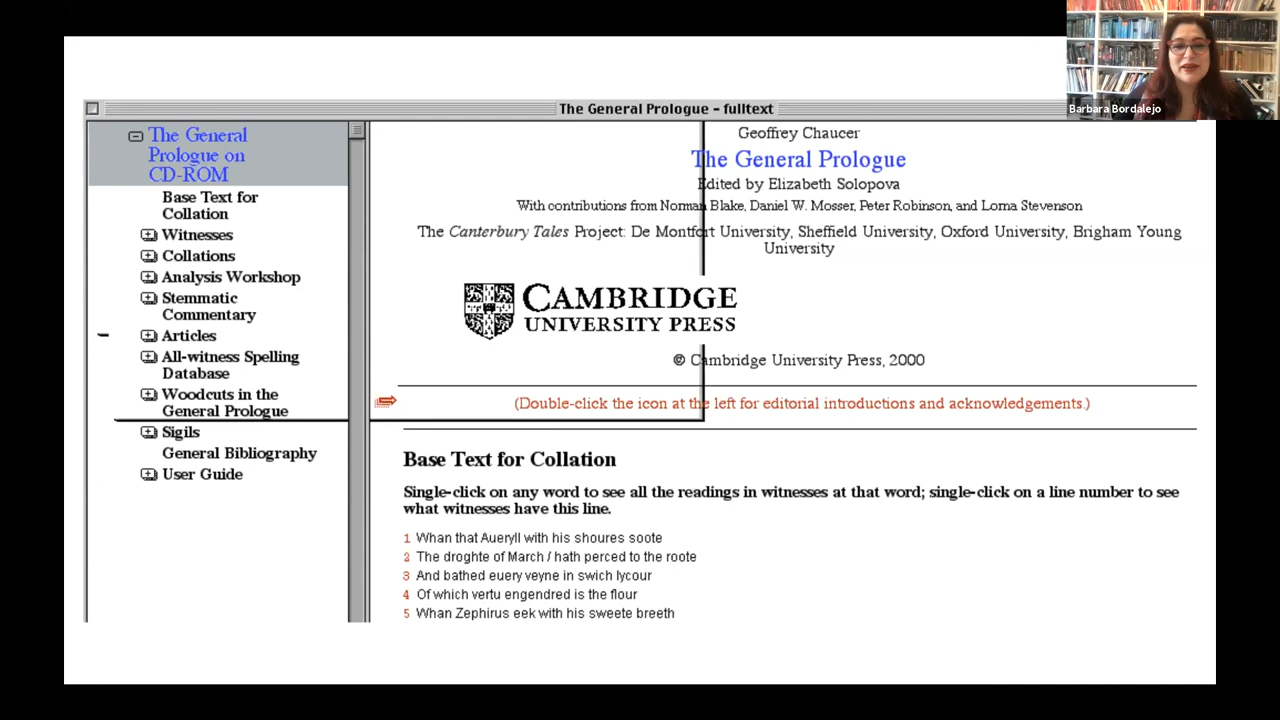 Barbara Bordalejo
The General Prologue - fulltext
The General
Prologue on
CD-ROM
Base Text for
Collation
Witnesses
Collations
Analysis Workshop
Stemmatic
Commentary
Articles
All-witness Spelling
Database
Woodcuts in the
General Prologue
Sigils
General Bibliography
User Guide
Geoffrey Chaucer
The General Prologue
Edited by Elizabeth Solopova
With contributions from Norman Blake, Daniel W. Mosser, Peter Robinson, and Lorna Stevenson
The Canterbury Tales Project: De Montfort University, Sheffield University, Oxford University, Brigham Young
University
CAMBRIDGE
UNIVERSITY PRESS
© Cambridge University Press, 2000
(Double-click the icon at the left for editorial introductions and acknowledgements.)
Base Text for Collation
Single-click on any word to see all the readings in witnesses at that word; single-click on a line number to see
what witnesses have this line.
1 Whan that Aueryll with his shoures soote
2 The droghte of March / hath perced to the roote
3 And bathed euery veyne in swich lycour
4 Of which vertu engendred is the flour
5 Whan Zephirus eek with his sweete breeth